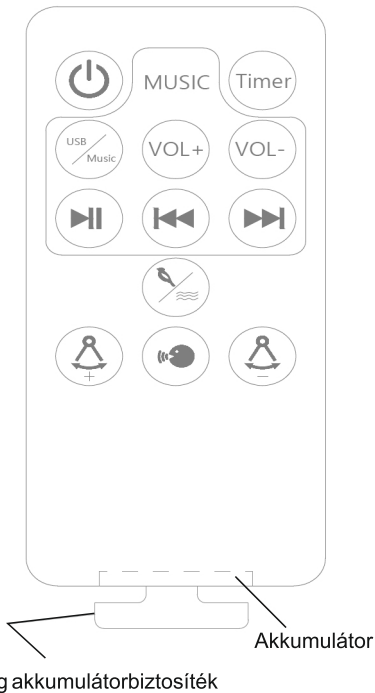 MUSIC
Timer
USB
Music
VOL+
VOL-
+
−
Akkumulátor
akkumulátorbiztosíték